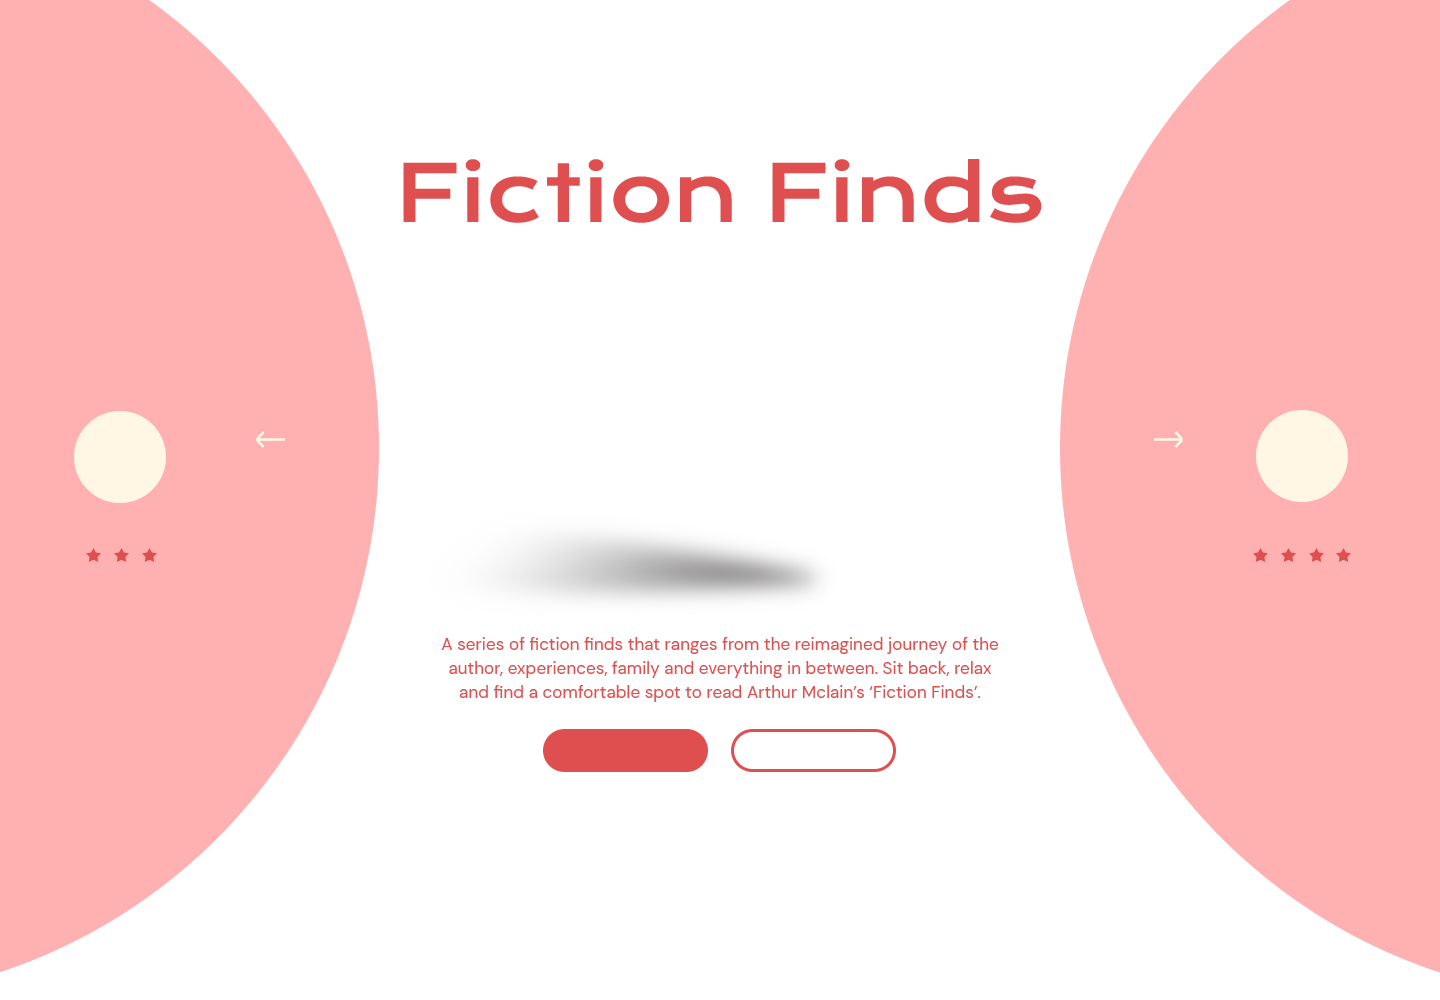 Fiction Finds
A series of fiction finds that ranges from the reimagined journey of the
author, experiences, family and everything in between. Sit back, relax
and find a comfortable spot to read Arthur Mclain’s ‘Fiction Finds’.